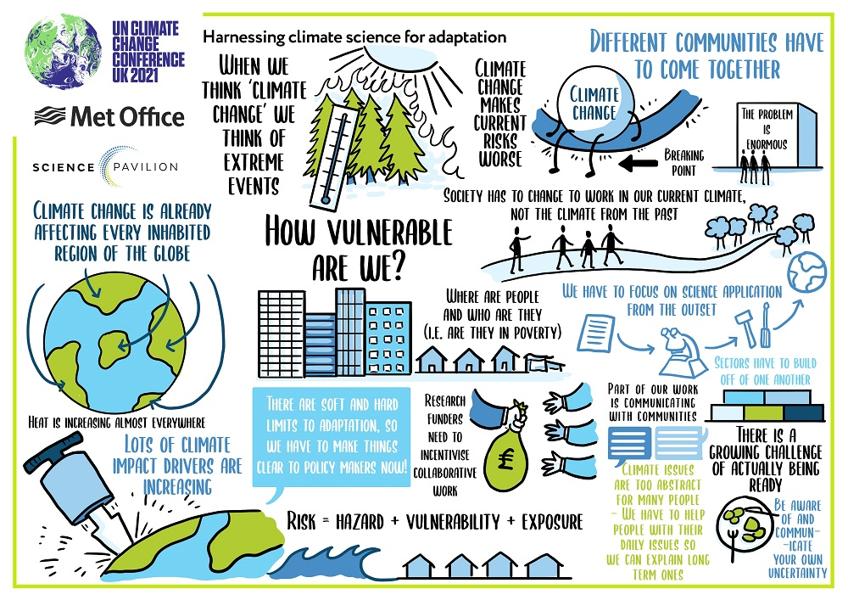 UN CLIMATE
CHANGE
CONFERENCE
UK 2021
Met Office
SCIENCE PAVILION
Harnessing climate science for adaptation
WHEN WE
THINK 'CLIMATE
CHANGE' WE
THINK OF
EXTREME
EVENTS
CLIMATE
CHANGE
MAKES
CURRENT
RISKS
WORSE
CLIMATE
CHANGE
BREAKING
POINT
DIFFERENT COMMUNITIES HAVE
TO COME TOGETHER
THE PROBLEM
IS
ENORMOUS
SOCIETY HAS TO CHANGE TO WORK IN OUR CURRENT CLIMATE,
NOT THE CLIMATE FROM THE PAST
CLIMATE CHANGE IS ALREADY
AFFECTING EVERY INHABITED
REGION OF THE GLOBE
HEAT IS INCREASING ALMOST EVERYWHERE
HOW VULNERABLE
ARE WE?
WHERE ARE PEOPLE
AND WHO ARE THEY
(I.E. ARE THEY IN POVERTY)
WE HAVE TO FOCUS ON SCIENCE APPLICATION
FROM THE OUTSET
SECTORS HAVE TO BUILD
OFF OF ONE ANOTHER
LOTS OF CLIMATE
IMPACT DRIVERS ARE
INCREASING
THERE ARE SOFT AND HARD
LIMITS TO ADAPTATION, SO
WE HAVE TO MAKE THINGS
CLEAR TO POLICY MAKERS NOW!
RESEARCH
FUNDERS
NEED TO
INCENTIVISE
COLLABORATIVE
WORK
£
PART OF OUR WORK
IS COMMUNICATING
WITH COMMUNITIES
CLIMATE ISSUES
ARE TOO ABSTRACT
FOR MANY PEOPLE
- WE HAVE TO HELP
PEOPLE WITH THEIR
DAILY ISSUES SO
WE CAN EXPLAIN LONG
TERM ONES
THERE IS A
GROWING CHALLENGE
OF ACTUALLY BEING
READY
BE AWARE
OF AND
COMMUN-
-ICATE
YOUR OWN
UNCERTAINTY
RISK = HAZARD + VULNERABILITY + EXPOSURE